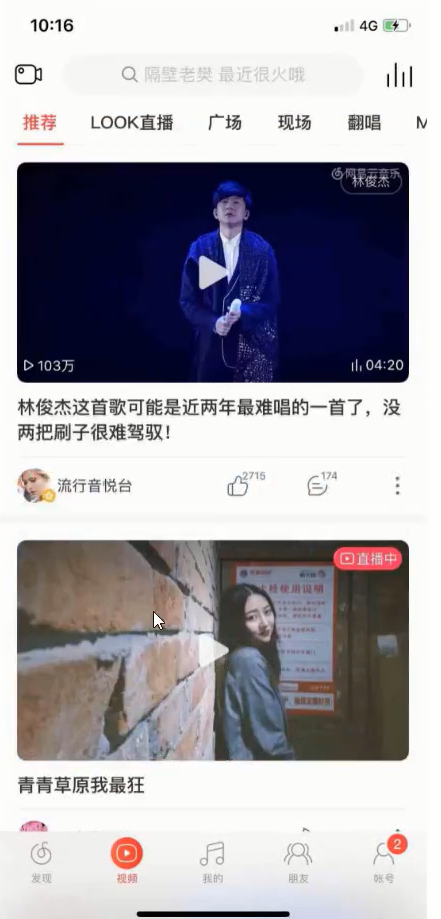 10:16
4G
隔壁老樊 最近很火哦
推荐 LOOK直播 广场 现场 翻唱 M
网易云音乐
林俊杰
103万
04:20
林俊杰这首歌可能是近两年最难唱的一首了，没
两把刷子很难驾驭！
流行音悦台
2715
174
直播中
使用说明
青青草原我最狂
2
发现 视频 我的 朋友 帐号